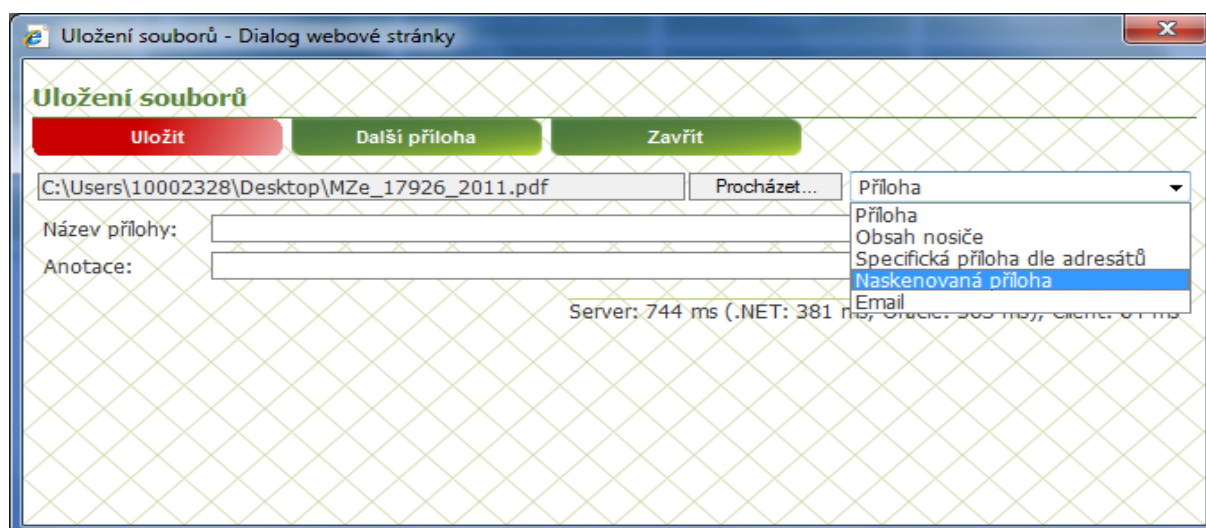 Uložení souborů - Dialog webové stránky
Uložení souborů
Uložit Další příloha Zavřít
C:\Users\10002328\Desktop\MZe_17926_2011.pdf Procházet... Příloha
Příloha
Název přílohy:
Obsah nosiče
Specifická příloha dle adresátů
Anotace:
Naskenovaná příloha
Email
Server: 744 ms (.NET: 381